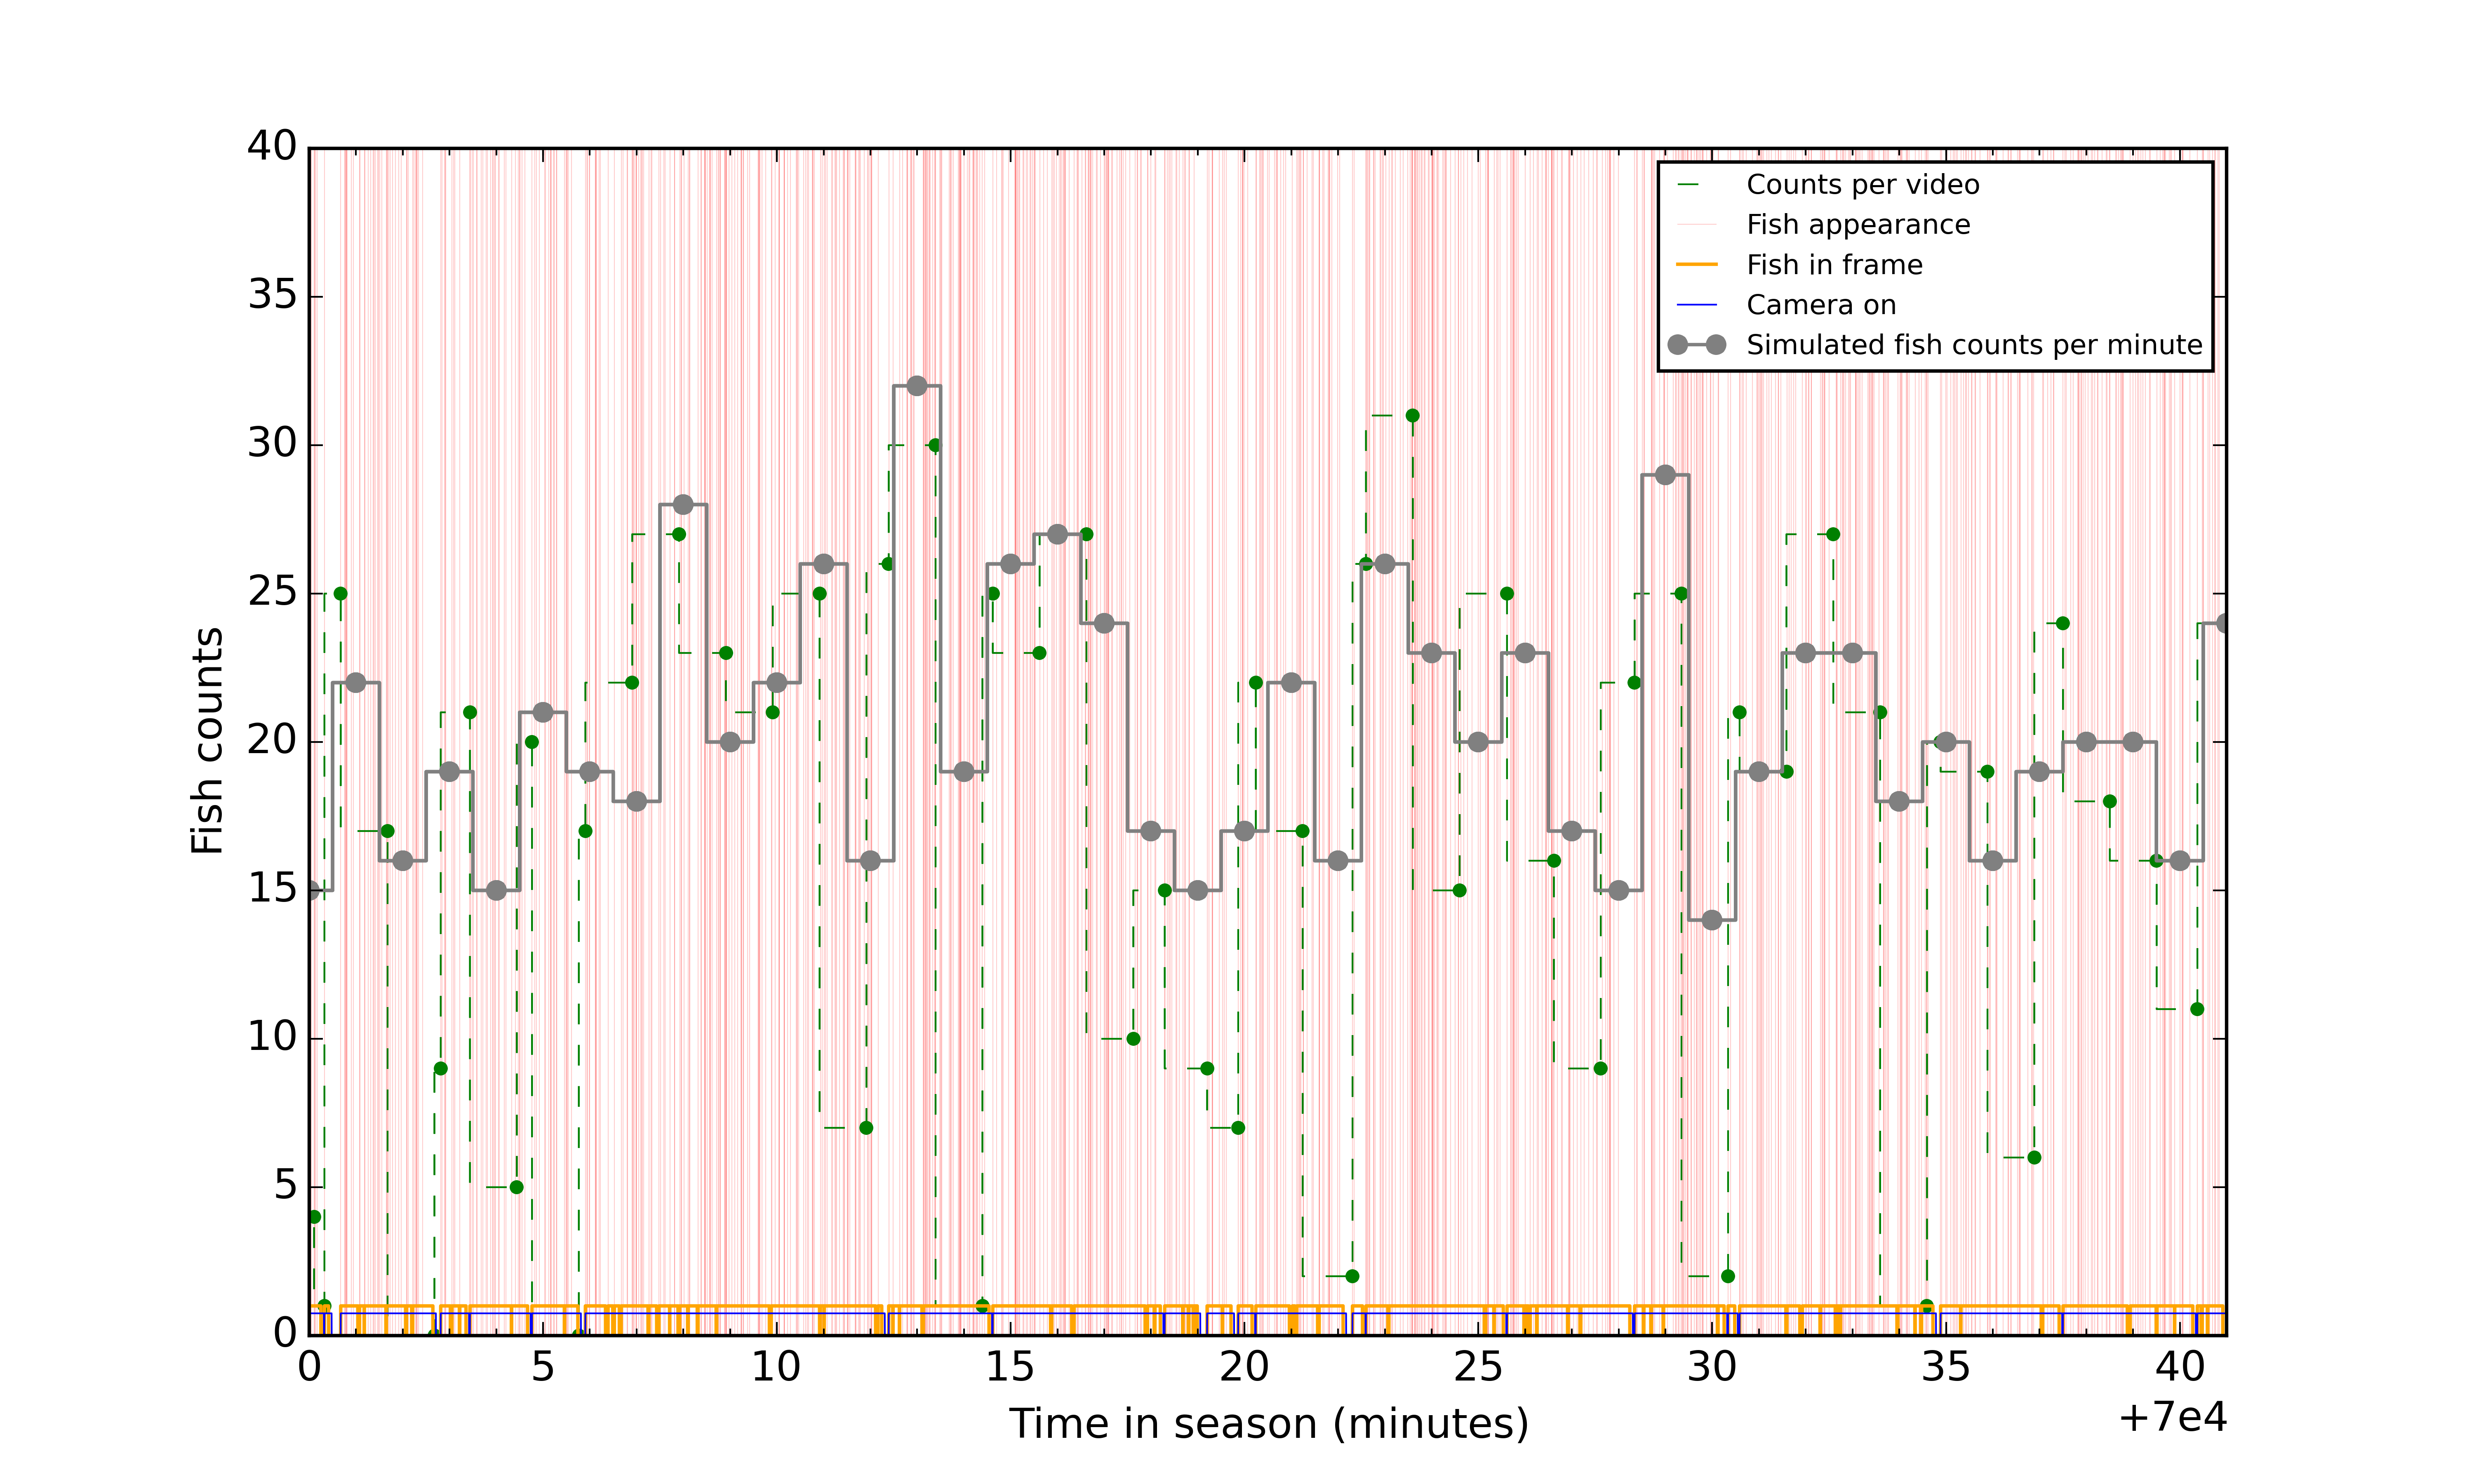 40
35
30
25
20
15
10
5
0
Fish counts
Counts per video
Fish appearance
Fish in frame
Camera on
Simulated fish counts per minute
0 5 10 15 20 25 30 35 40
Time in season (minutes)
+7e4